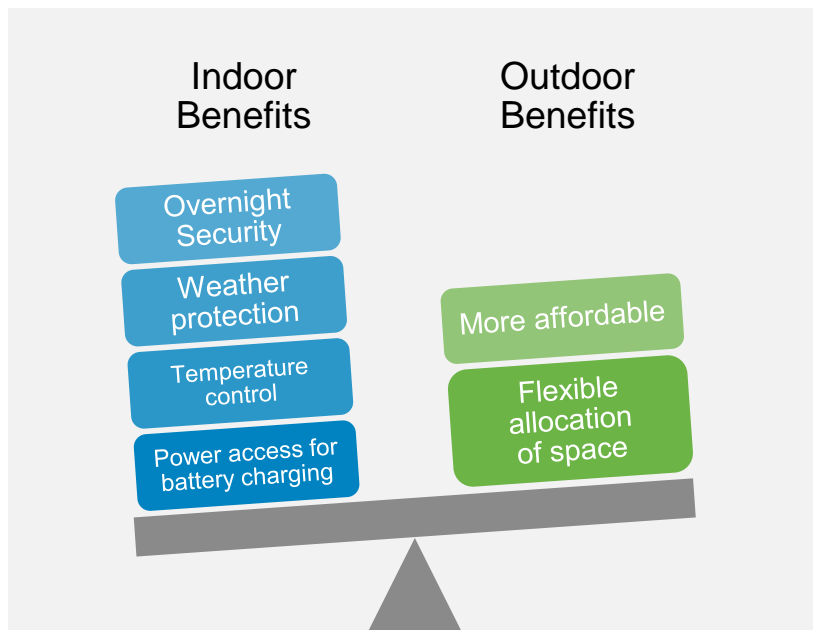 Indoor
Benefits
Outdoor
Benefits
Overnight
Security
Weather
protection
Temperature
control
Power access for
battery charging
More affordable
Flexible
allocation
of space